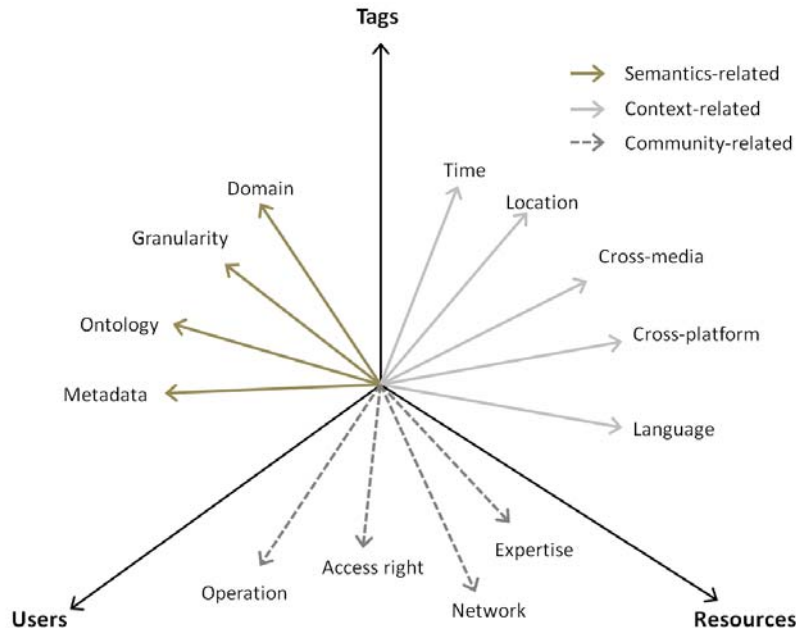 Tags
Semantics-related
Context-related
Community-related
Time
Domain
Location
Granularity
Cross-media
Ontology
Cross-platform
Metadata
Language
Expertise
Access right
Operation
Network
Users
Resources